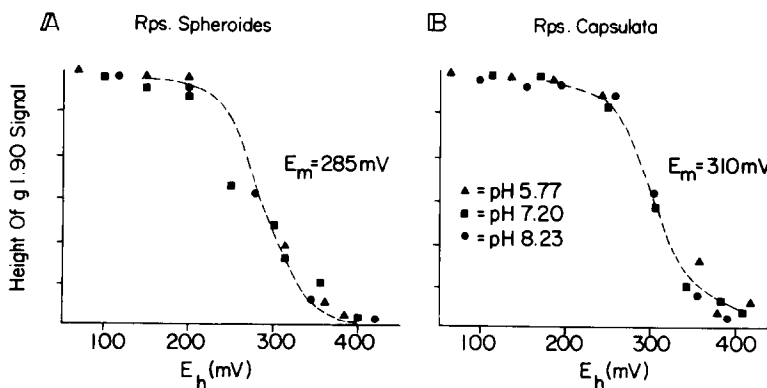 A
Rps. Spheroides
Height Of g 1.90 Signal
Em=285mV
100
200
300
400
Eh(mV)
B
Rps. Capsulata
Em=310mV
▲ = pH 5.77
■ = pH 7.20
● = pH 8.23
100
200
300
400
Eh(mV)